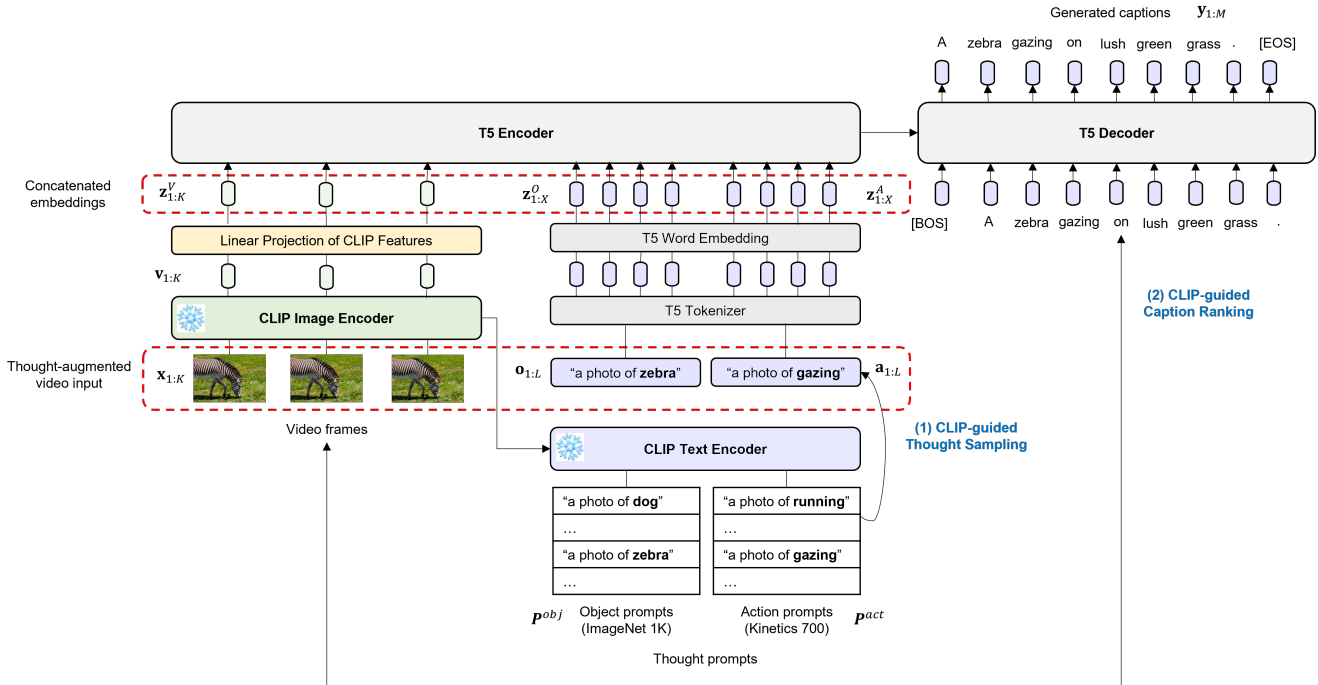 Generated captions y1:M
A zebra gazing on lush green grass . [EOS]
T5 Encoder
T5 Decoder
Concatenated
embeddings
z^V_1:K
z^O_1:X
z^A_1:X
[BOS] A zebra gazing on lush green grass .
Linear Projection of CLIP Features
T5 Word Embedding
v1:K
CLIP Image Encoder
T5 Tokenizer
(2) CLIP-guided
Caption Ranking
Thought-augmented
video input
x1:K
o1:L
“a photo of zebra”
“a photo of gazing”
a1:L
Video frames
(1) CLIP-guided
Thought Sampling
CLIP Text Encoder
“a photo of dog”
“a photo of running”
…
…
“a photo of zebra”
“a photo of gazing”
…
…
P^obj
Object prompts
(ImageNet 1K)
Action prompts
(Kinetics 700)
P^act
Thought prompts